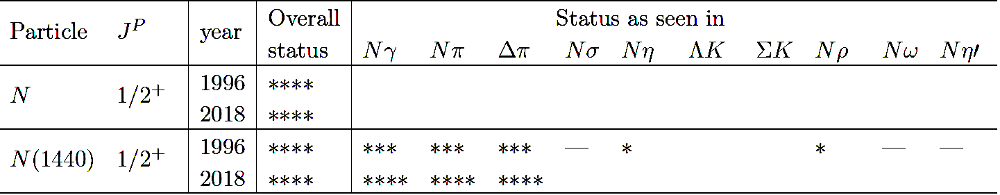 Particle J^P year Overall status Status as seen in
Nγ Nπ Δπ Nσ Nη ΛK ΣK Nρ Nω Nη′
N 1/2⁺ 1996 ****
2018 ****
N(1440) 1/2⁺ 1996 **** *** *** *** — * * — —
2018 **** **** **** ****